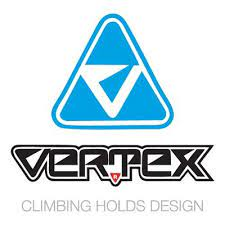 VERTEX
CLIMBING HOLDS DESIGN